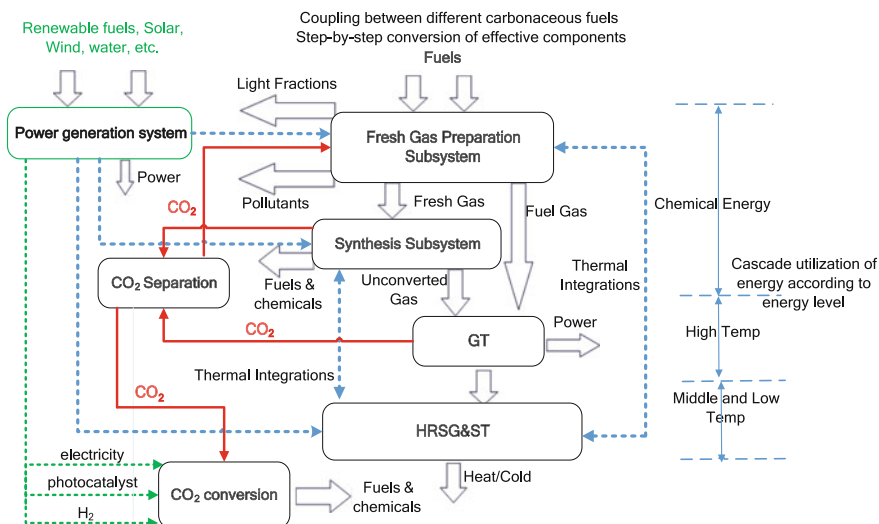 Coupling between different carbonaceous fuels
Step-by-step conversion of effective components
Fuels
Renewable fuels, Solar,
Wind, water, etc.
Light Fractions
Power generation system
Fresh Gas Preparation
Subsystem
Power
Pollutants
Fresh Gas
Fuel Gas
Chemical Energy
CO₂
Synthesis Subsystem
CO₂ Separation
Fuels &
chemicals
Unconverted
Gas
Thermal
Integrations
Cascade utilization of
energy according to
energy level
CO₂
GT
Power
High Temp
Thermal Integrations
CO₂
Middle and Low
Temp
HRSG&ST
electricity
photocatalyst
H₂
CO₂ conversion
Fuels &
chemicals
Heat/Cold